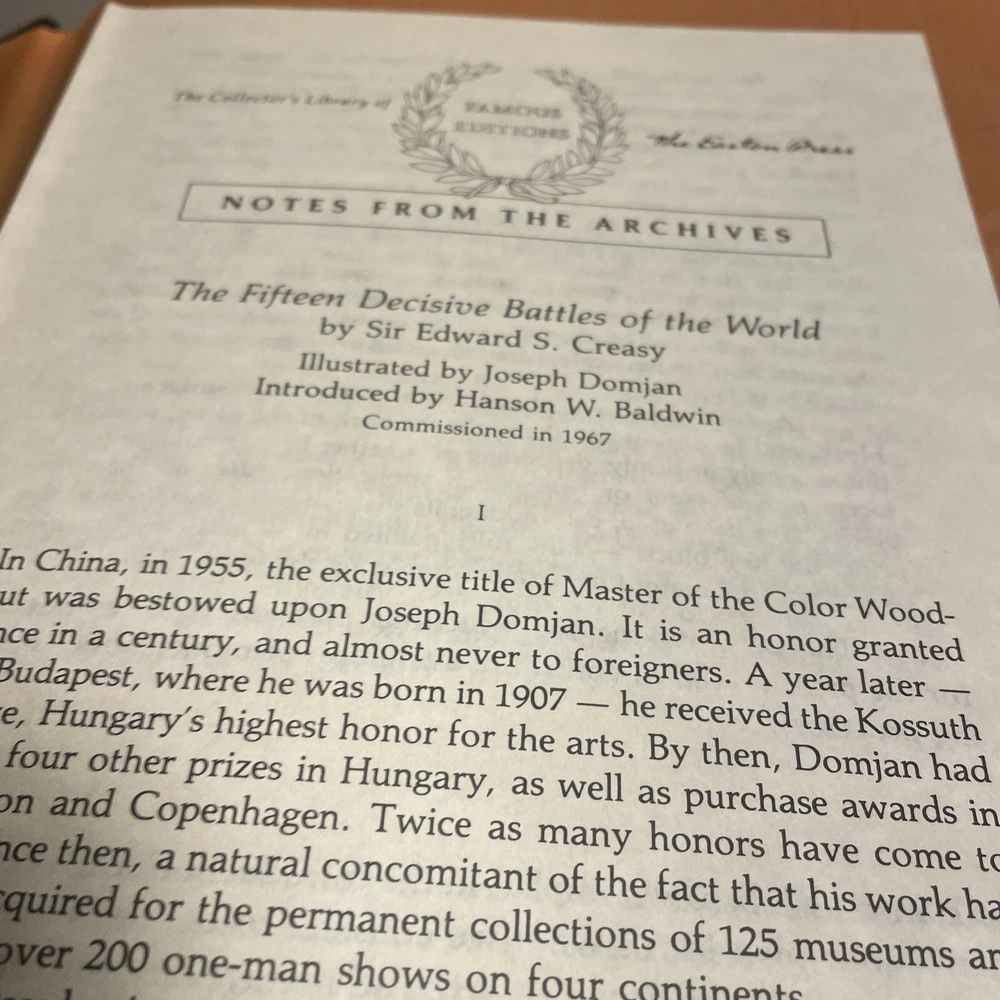 The Collector's Library of
FAMOUS
EDITIONS
The Easton Press
NOTES FROM THE ARCHIVES
The Fifteen Decisive Battles of the World
by Sir Edward S. Creasy
Illustrated by Joseph Domjan
Introduced by Hanson W. Baldwin
Commissioned in 1967
I
In China, in 1955, the exclusive title of Master of the Color Wood-
ut was bestowed upon Joseph Domjan. It is an honor granted
nce in a century, and almost never to foreigners. A year later —
Budapest, where he was born in 1907 — he received the Kossuth
e, Hungary's highest honor for the arts. By then, Domjan had
four other prizes in Hungary, as well as purchase awards in
on and Copenhagen. Twice as many honors have come to
nce then, a natural concomitant of the fact that his work ha
quired for the permanent collections of 125 museums an
over 200 one-man shows on four continents